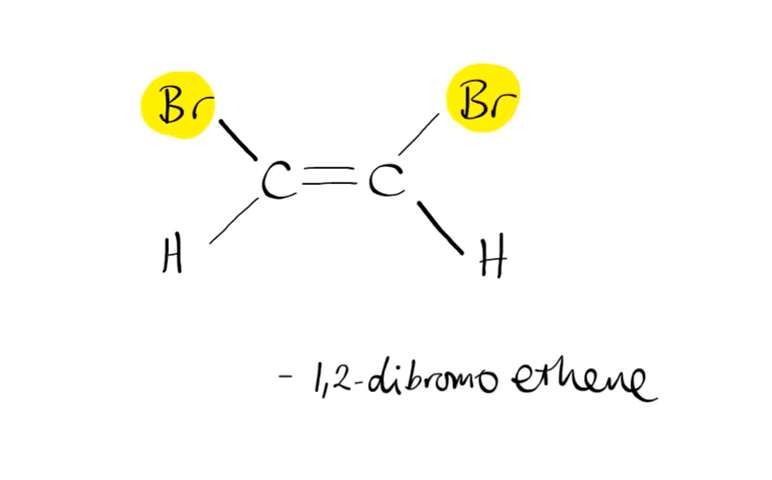 Br Br
C=C
H H
- 1,2-dibromo ethene